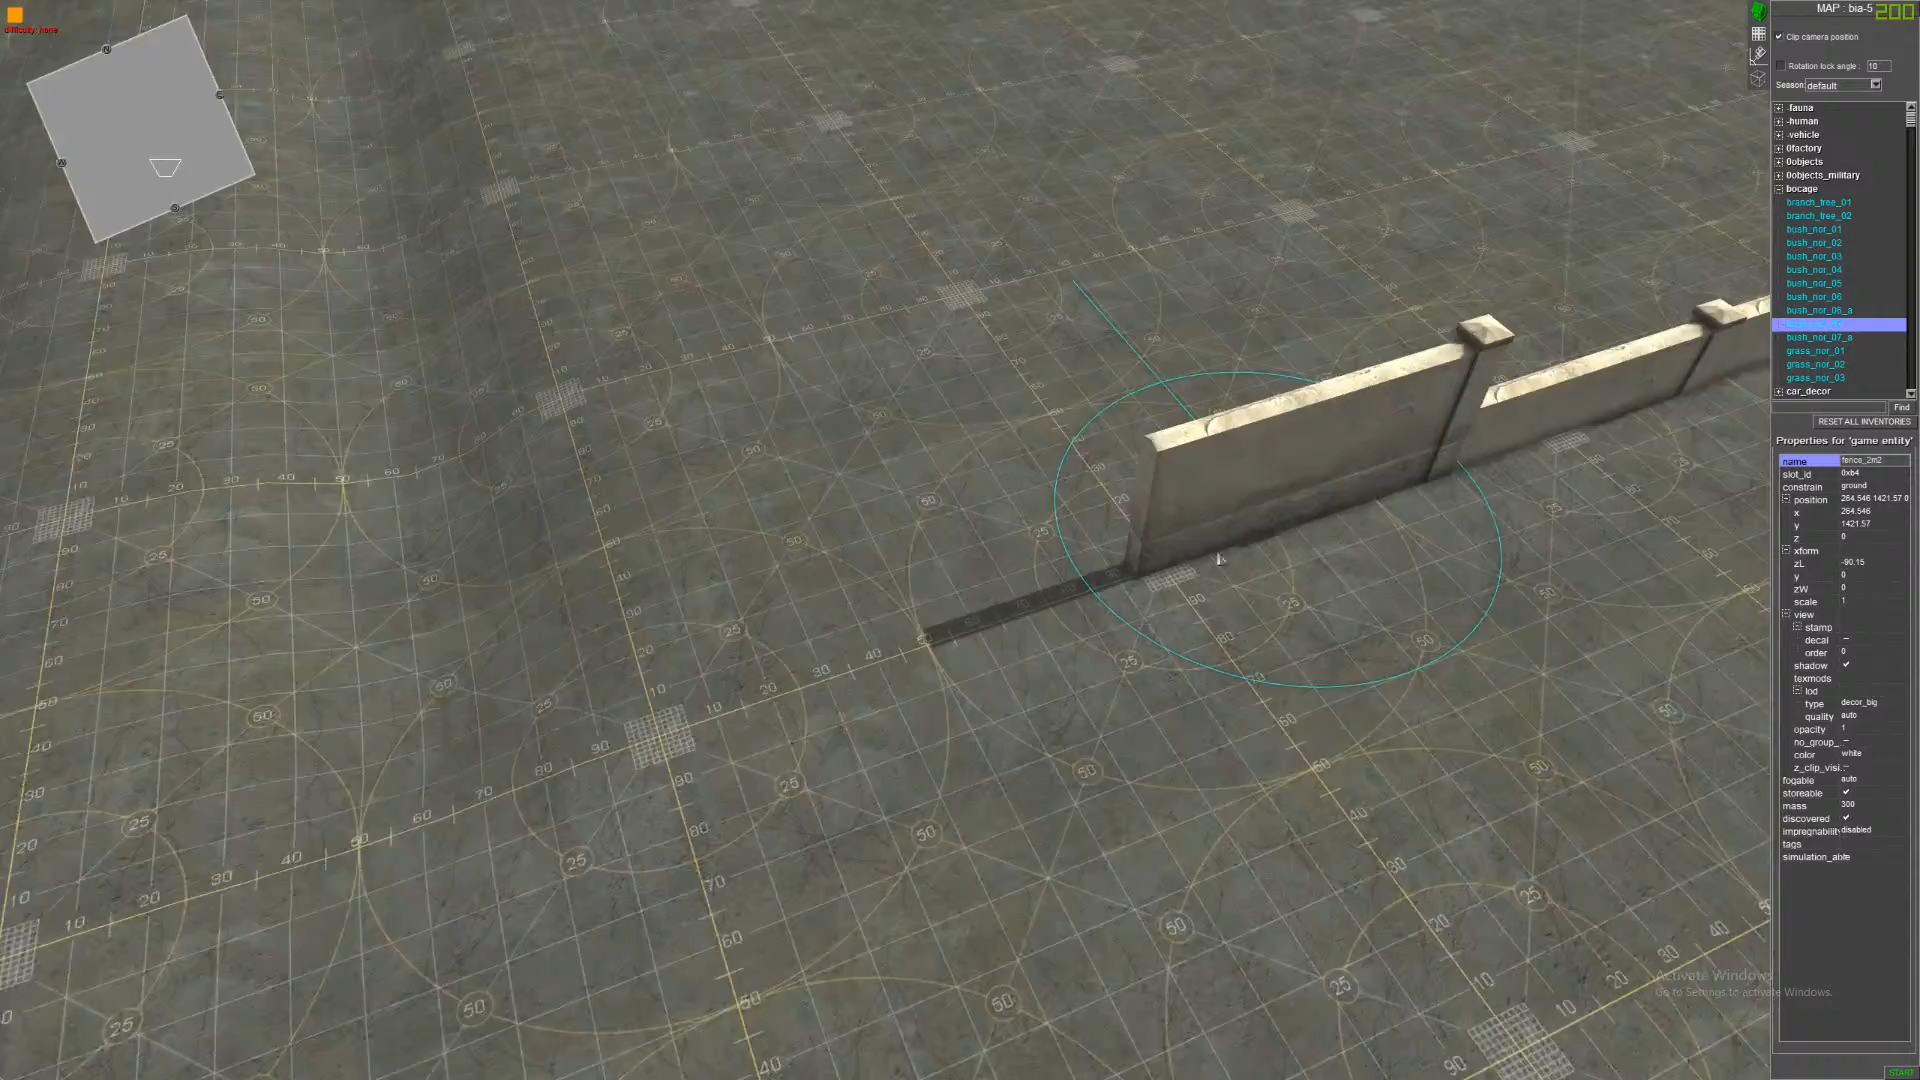 difficulty: none
MAP : bia-5
200
Clip camera position
Rotation lock angle : 10
Season: default
-fauna
-human
-vehicle
0factory
0objects
0objects_military
bocage
branch_tree_01
branch_tree_02
bush_nor_01
bush_nor_02
bush_nor_03
bush_nor_04
bush_nor_05
bush_nor_06
bush_nor_06_a
bush_nor_07_a
grass_nor_01
grass_nor_02
grass_nor_03
car_decor
Find
RESET ALL INVENTORIES
Properties for 'game entity'
name fence_2m2
slot_id 0xb4
constrain ground
position 264.546 1421.57 0
x 264.546
y 1421.57
z 0
xform
zL -90.15
y 0
zW 0
scale 1
view
stamp
decal
order 0
shadow
texmods
lod
type decor_big
quality auto
opacity 1
no_group_..
color white
z_clip_visi..
fogable auto
storeable
mass 300
discovered
impregnability disabled
tags
simulation_able
Activate Windows
Go to Settings to activate Windows.
START